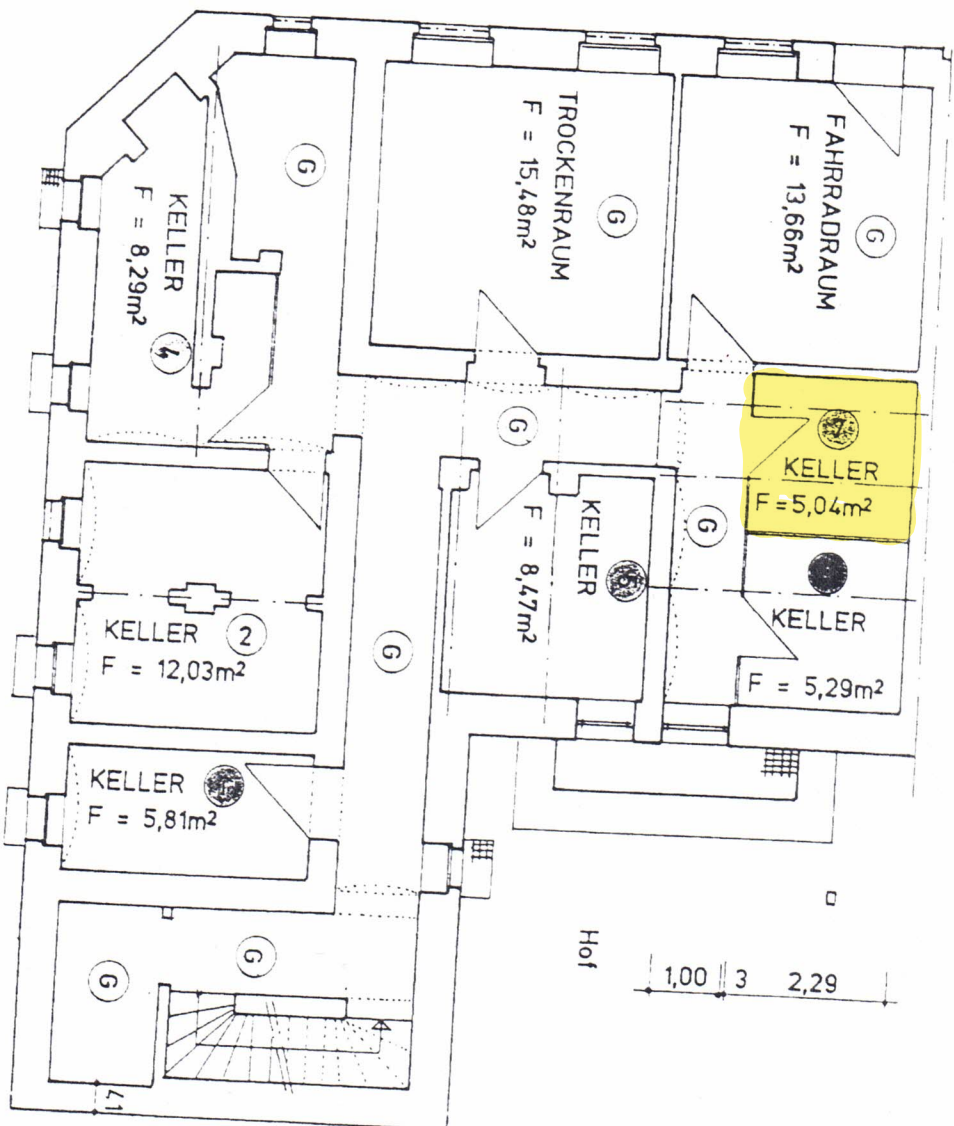 FAHRRADRAUM
F = 13,66m²
G
TROCKENRAUM
F = 15,48m²
G
G
KELLER
F = 8,29m²
4
G
7
KELLER
F = 5,04m²
G
KELLER
F = 8,47m²
5
KELLER
F = 5,29m²
KELLER
2
F = 12,03m²
G
KELLER
F = 5,81m²
G
G
Hof
1,00 3 2,29
41